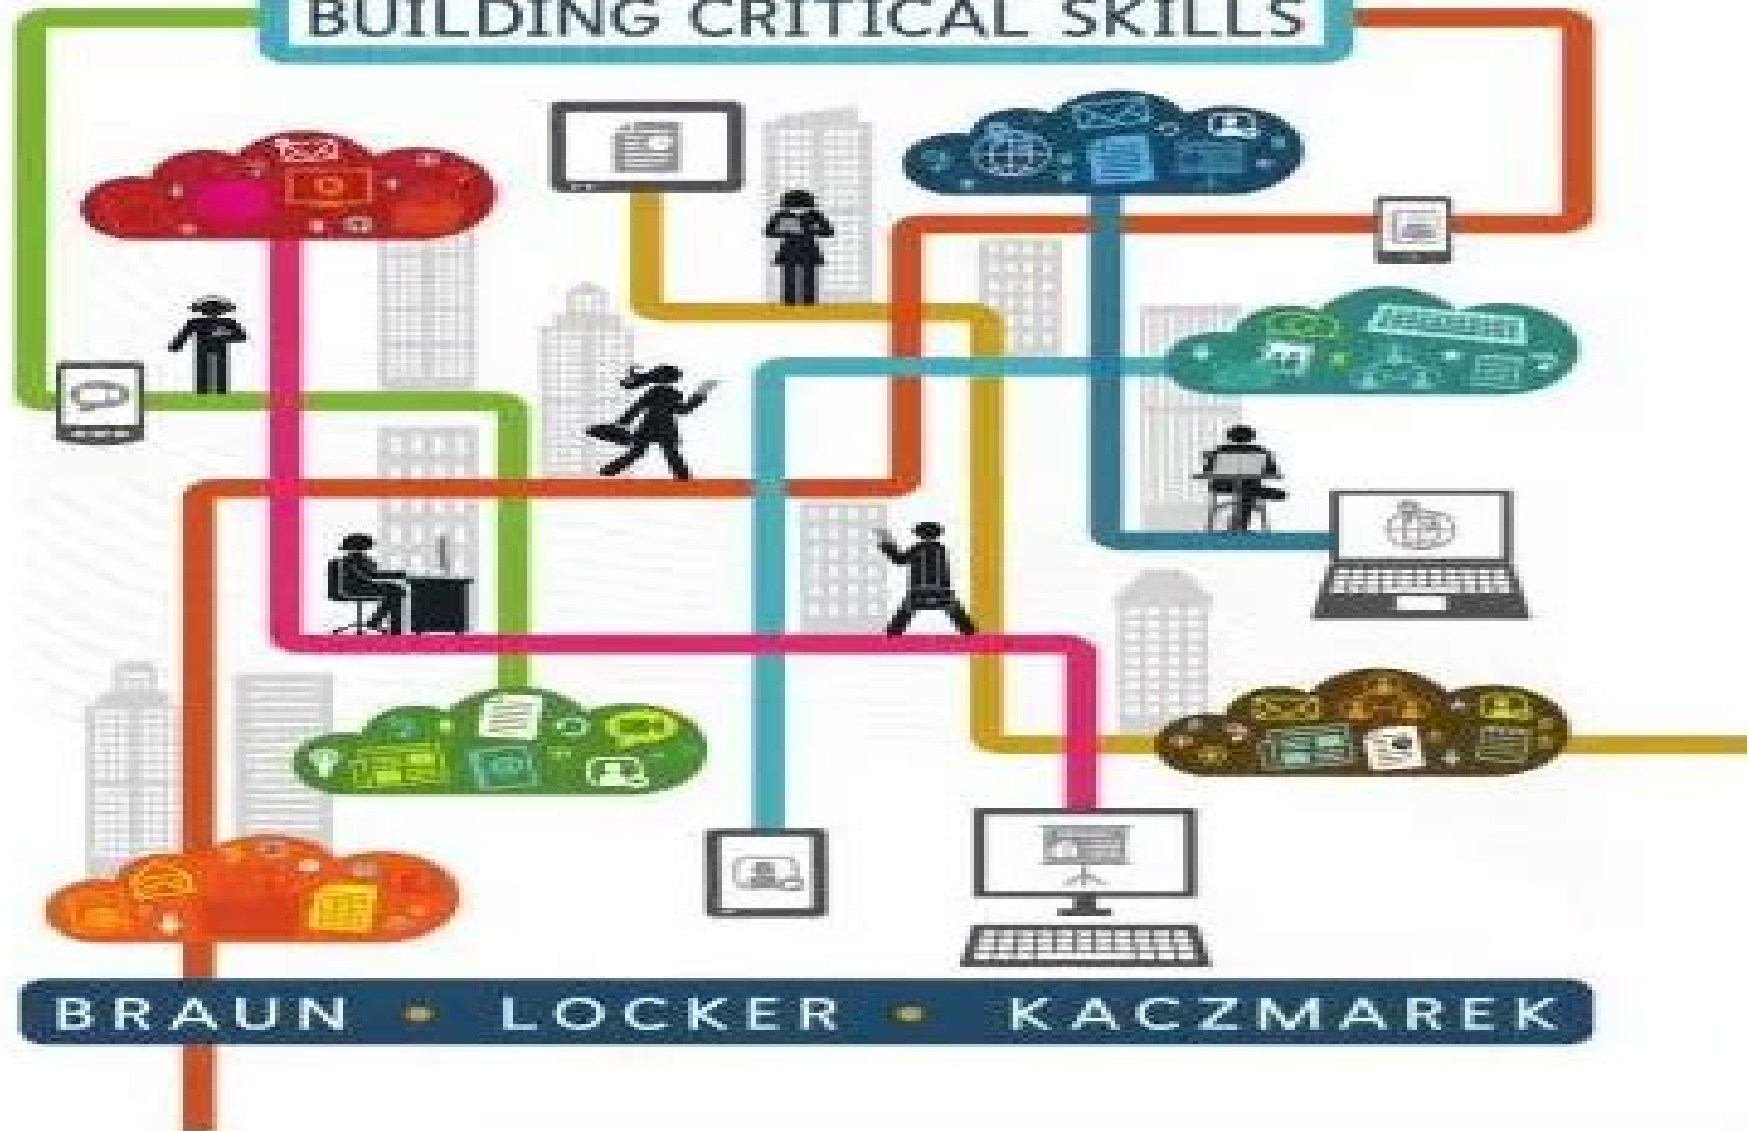 BUILDING CRITICAL SKILLS
BRAUN • LOCKER • KACZMAREK